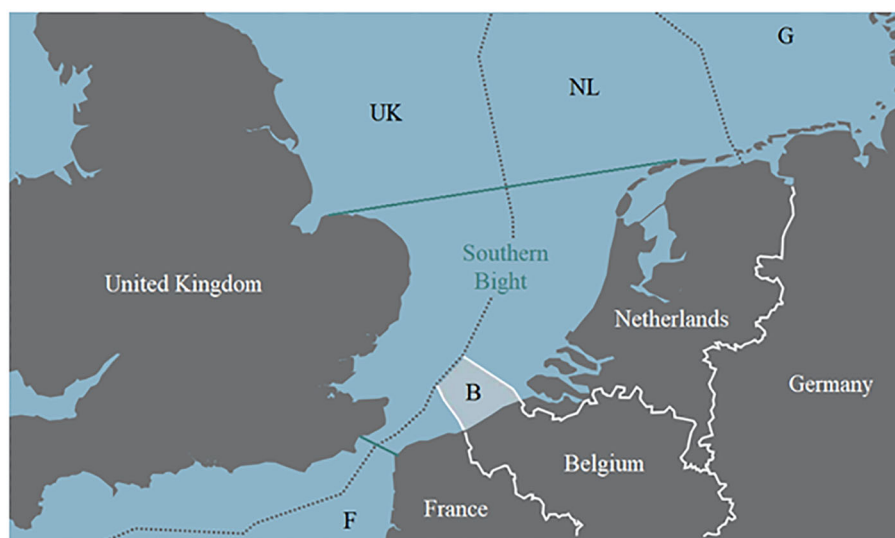 G
UK
NL
Southern
Bight
United Kingdom
Netherlands
Germany
B
Belgium
France
F